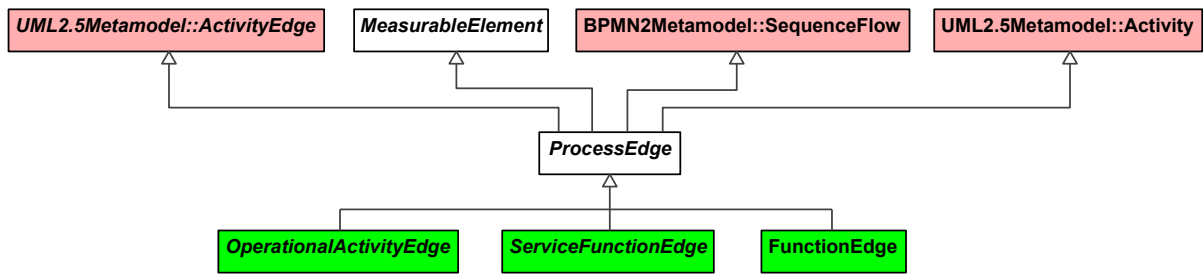 UML2.5Metamodel::ActivityEdge
MeasurableElement
BPMN2Metamodel::SequenceFlow
UML2.5Metamodel::Activity
ProcessEdge
OperationalActivityEdge
ServiceFunctionEdge
FunctionEdge